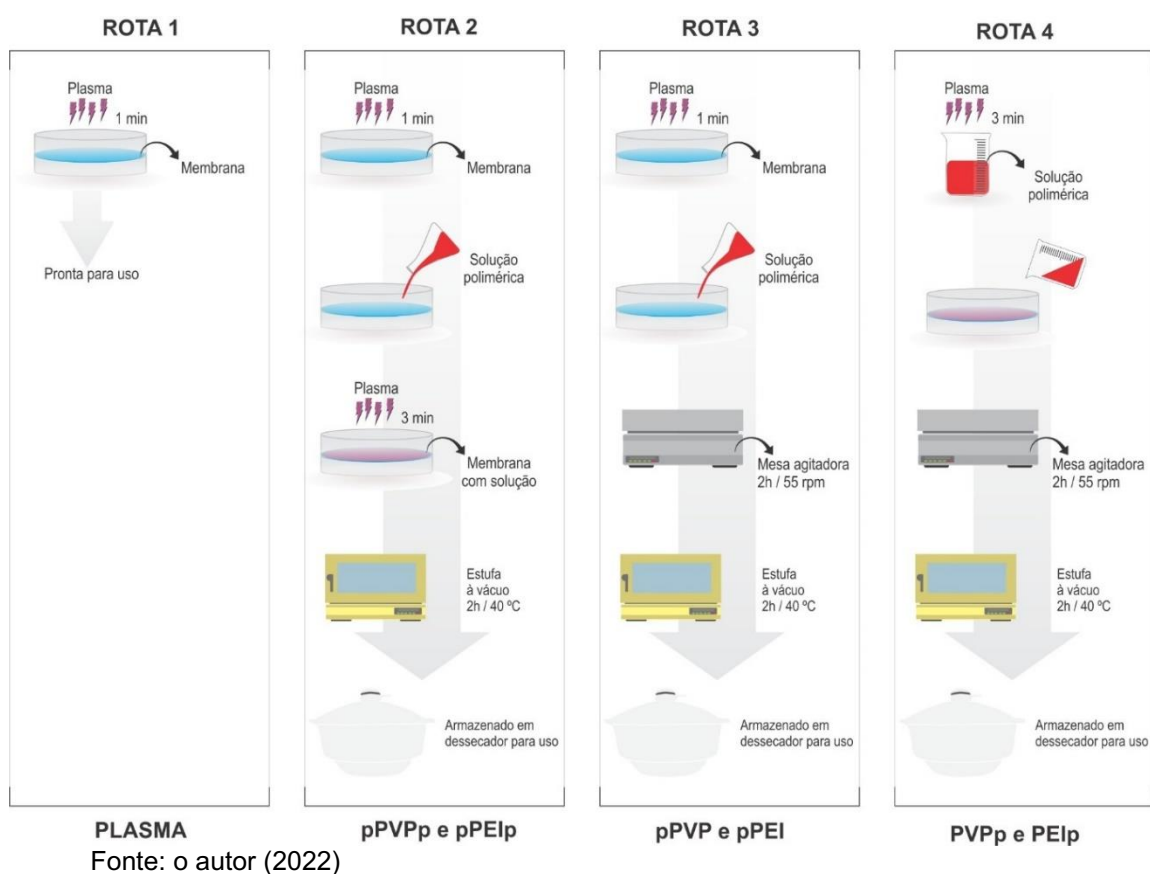 ROTA 1
Plasma
1 min
Membrana
Pronta para uso
PLASMA
ROTA 2
Plasma
1 min
Membrana
Solução
polimérica
Plasma
3 min
Membrana
com solução
Estufa
à vácuo
2h / 40 ºC
Armazenado em
dessecador para uso
pPVPp e pPEIp
ROTA 3
Plasma
1 min
Membrana
Solução
polimérica
Mesa agitadora
2h / 55 rpm
Estufa
à vácuo
2h / 40 ºC
Armazenado em
dessecador para uso
pPVP e pPEI
ROTA 4
Plasma
3 min
Solução
polimérica
Mesa agitadora
2h / 55 rpm
Estufa
à vácuo
2h / 40 ºC
Armazenado em
dessecador para uso
PVPp e PEIp
Fonte: o autor (2022)